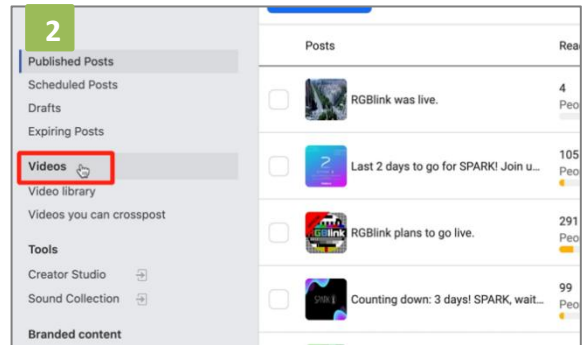 2
Published Posts
Scheduled Posts
Drafts
Expiring Posts
Videos
Video library
Videos you can crosspost
Tools
Creator Studio
Sound Collection
Branded content
Posts Rea
RGBlink was live. 4
Peo
Last 2 days to go for SPARK! Join u... 105
Peo
RGBlink plans to go live. 291
Peo
Counting down: 3 days! SPARK, wait... 99
Peo